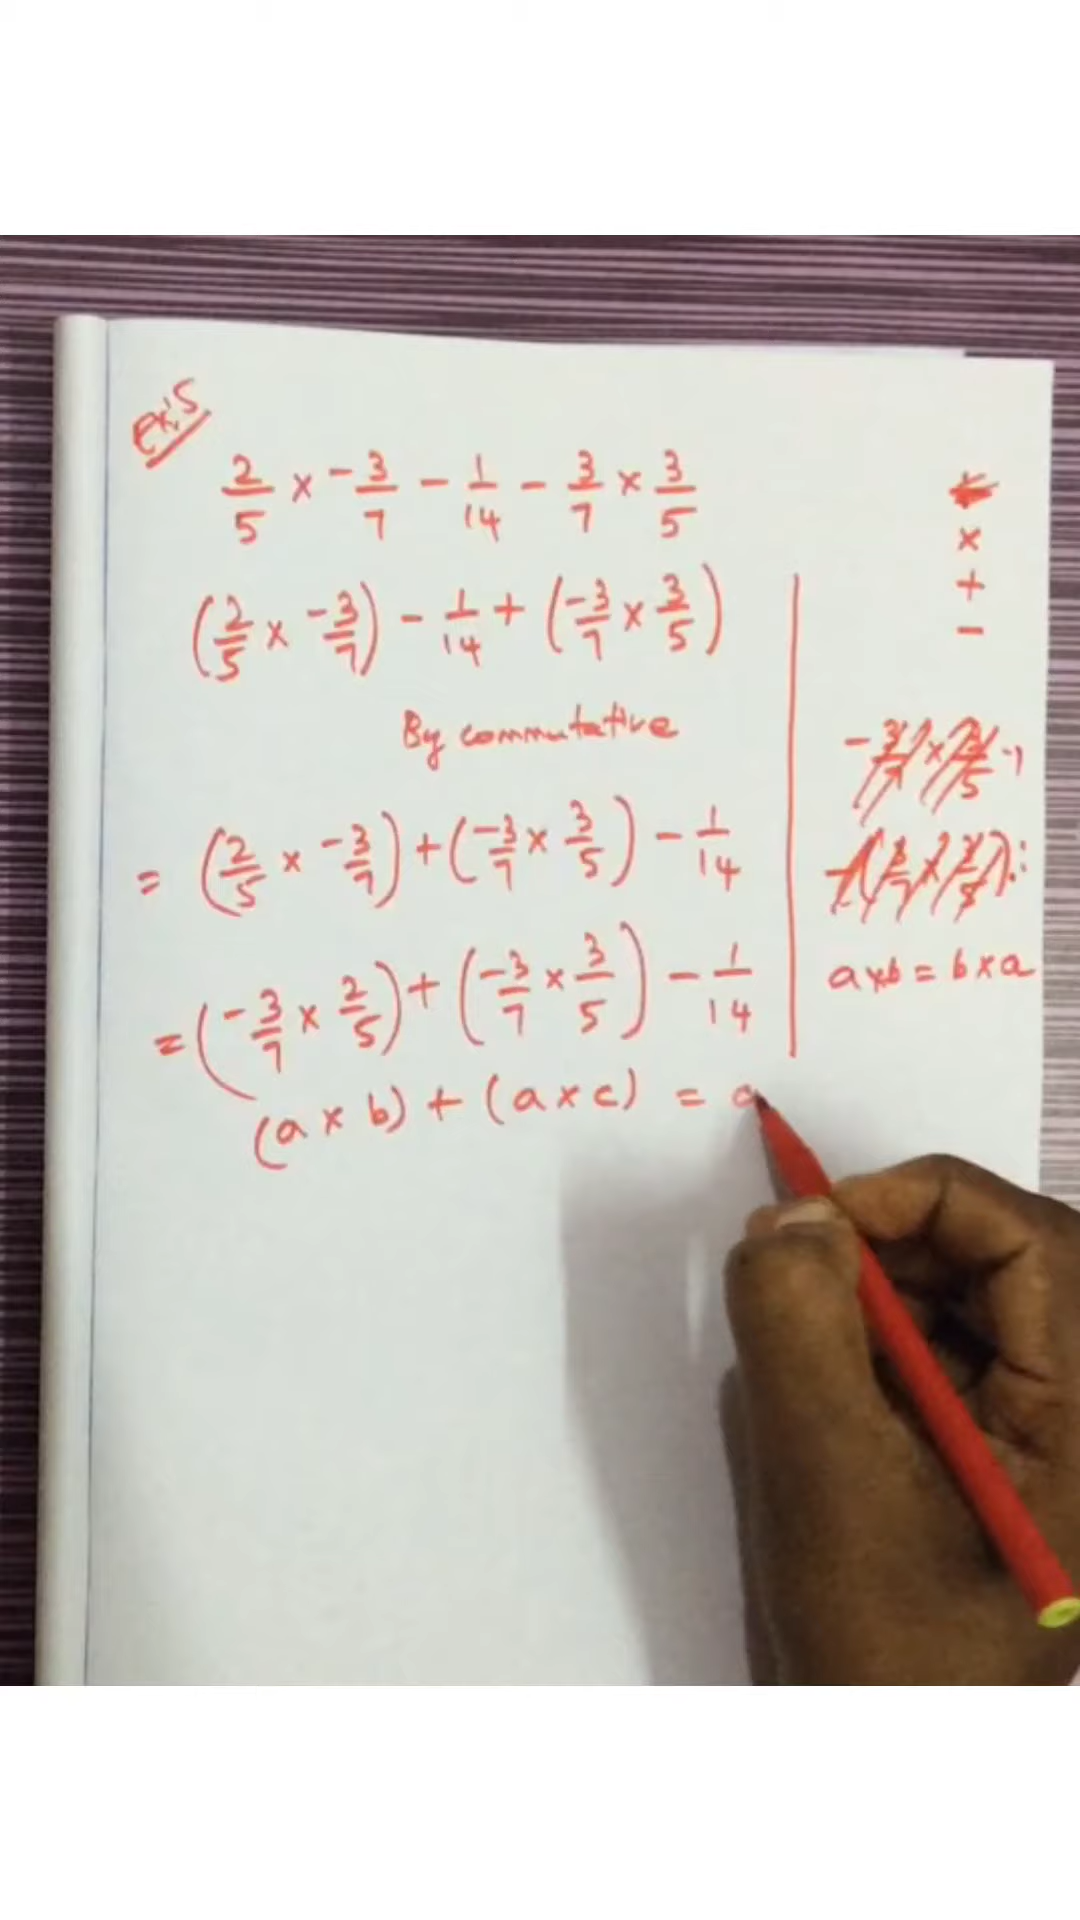 Ex:5
2/5 × -3/7 - 1/14 - 3/7 × 3/5
(2/5 × -3/7) - 1/14 + (-3/7 × 3/5)
By commutative
= (2/5 × -3/7) + (-3/7 × 3/5) - 1/14
= (-3/7 × 2/5) + (-3/7 × 3/5) - 1/14
(a × b) + (a × c) = a
×
+
-
a×b = b×a